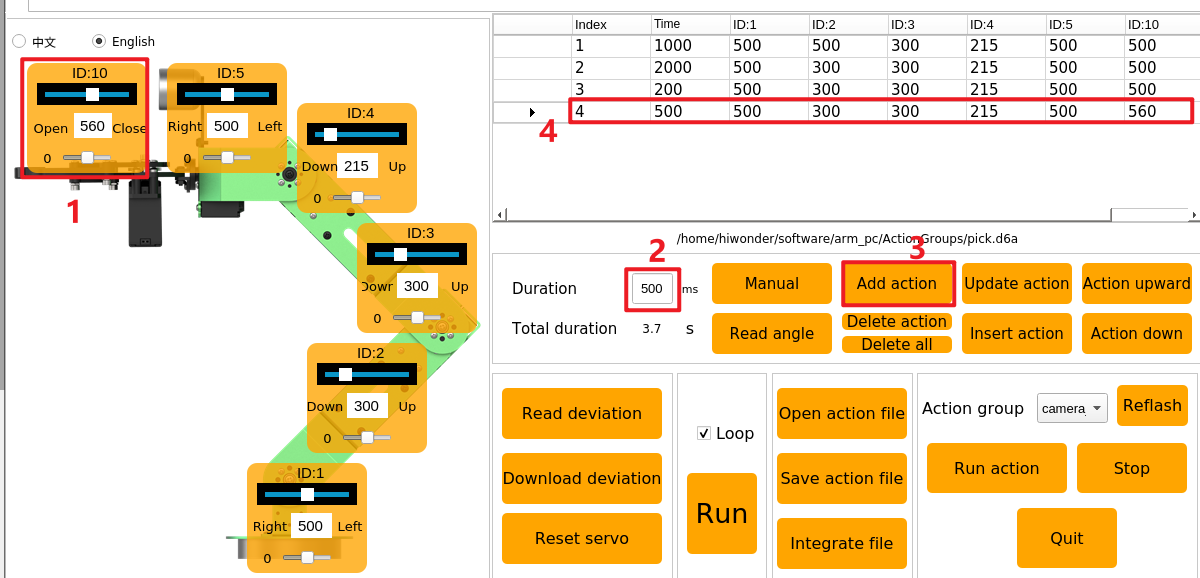 中文
English
ID:10
Open 560 Close
0
1
ID:5
Right 500 Left
0
ID:4
Down 215 Up
0
ID:3
Down 300 Up
0
ID:2
Down 300 Up
0
ID:1
Right 500 Left
0
Index Time ID:1 ID:2 ID:3 ID:4 ID:5 ID:10
1 1000 500 500 300 215 500 500
2 2000 500 300 300 215 500 500
3 200 500 300 300 215 500 500
4 500 500 300 300 215 500 560
4
/home/hiwonder/software/arm_pc/ActionGroups/pick.d6a
2
3
Duration 500 ms
Manual
Add action
Update action
Action upward
Total duration 3.7 s
Read angle
Delete action
Delete all
Insert action
Action down
Read deviation
Download deviation
Reset servo
Loop
Run
Open action file
Save action file
Integrate file
Action group camera
Reflash
Run action
Stop
Quit